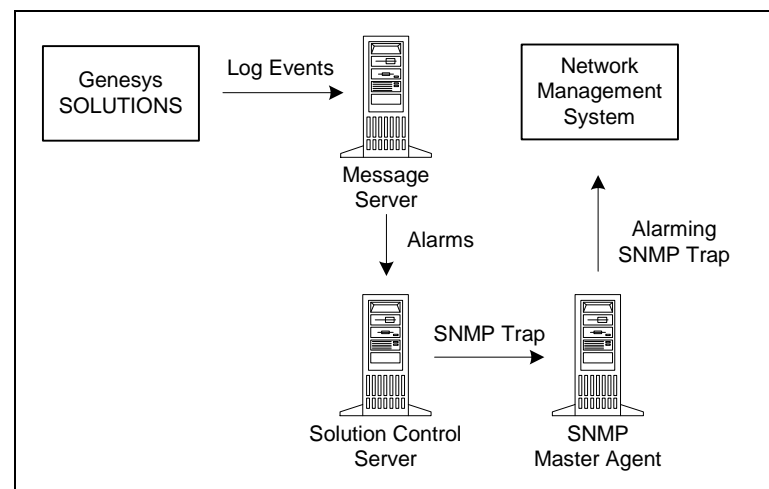 Genesys
SOLUTIONS
Log Events
Message
Server
Network
Management
System
Alarms
Alarming
SNMP Trap
SNMP Trap
Solution Control
Server
SNMP
Master Agent